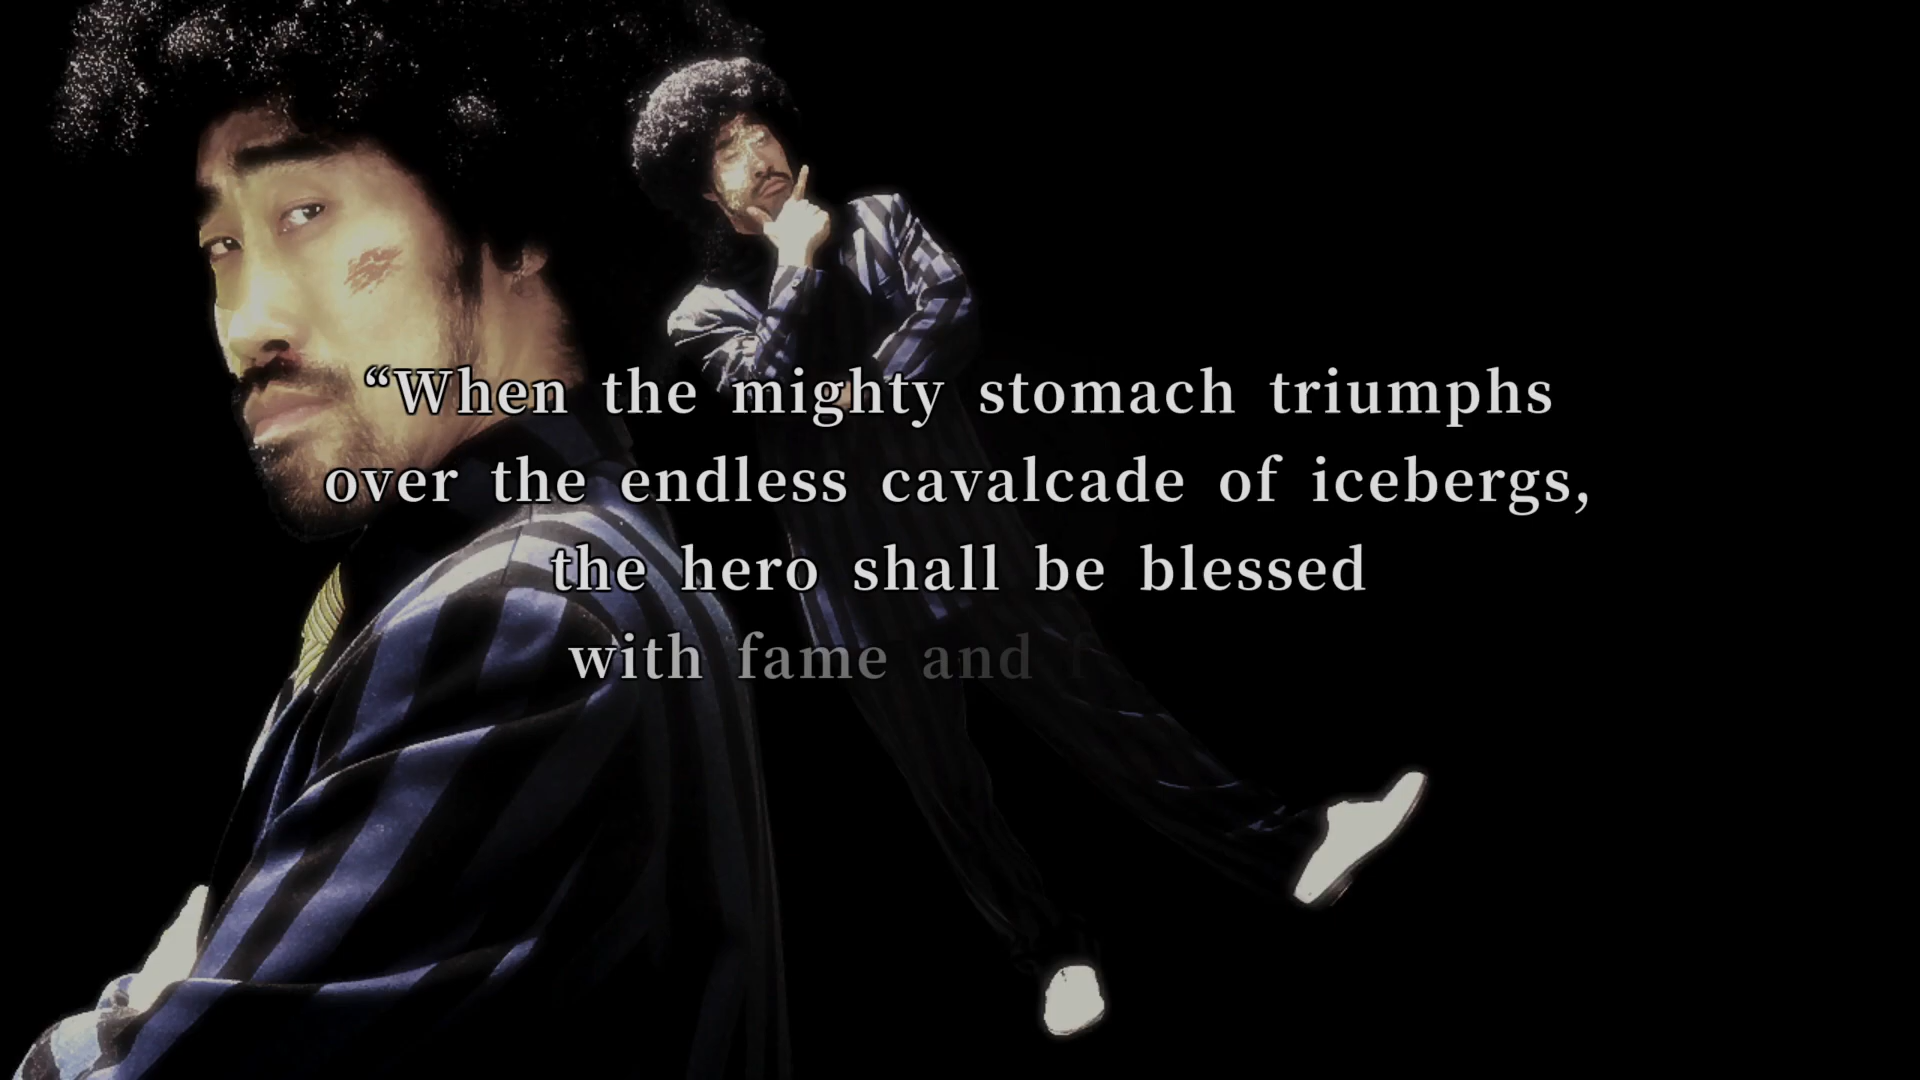 “When the mighty stomach triumphs
over the endless cavalcade of icebergs,
the hero shall be blessed
with fame and f